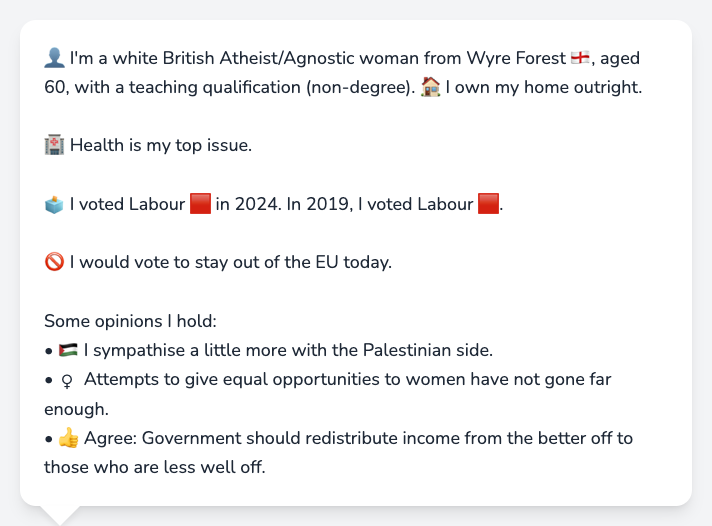 👤 I'm a white British Atheist/Agnostic woman from Wyre Forest 🏴󠁧󠁢󠁥󠁮󠁧󠁿, aged
60, with a teaching qualification (non-degree). 🏠 I own my home outright.
🏥 Health is my top issue.
🗳️ I voted Labour 🟥 in 2024. In 2019, I voted Labour 🟥.
🚫 I would vote to stay out of the EU today.
Some opinions I hold:
• 🇵🇸 I sympathise a little more with the Palestinian side.
• ♀ Attempts to give equal opportunities to women have not gone far
enough.
• 👍 Agree: Government should redistribute income from the better off to
those who are less well off.